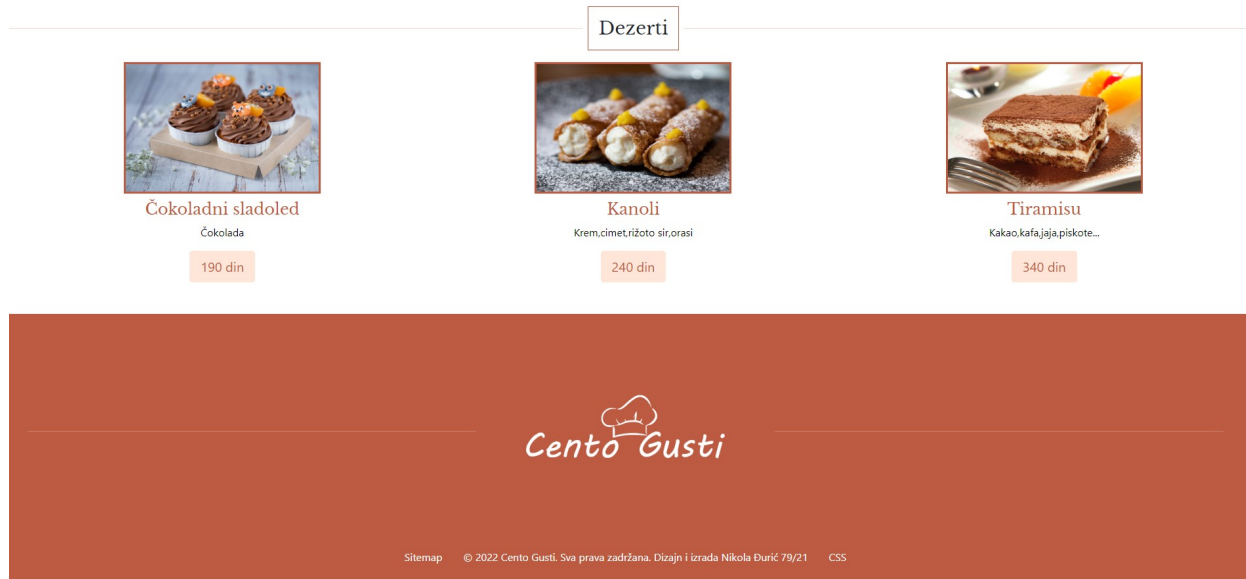 Dezerti
Čokoladni sladoled
Čokolada
190 din
Kanoli
Krem,cimet,rižoto sir,orasi
240 din
Tiramisu
Kakao,kafa,jaja,piskote...
340 din
Cento Gusti
Sitemap © 2022 Cento Gusti. Sva prava zadržana. Dizajn i izrada Nikola Đurić 79/21 CSS